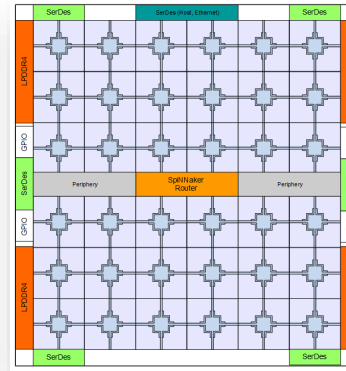 SerDes
SerDes (Host, Ethernet)
SerDes
LPDDR4
GPIO
SerDes
Periphery
SpiNNaker
Router
Periphery
GPIO
LPDDR4
SerDes
SerDes